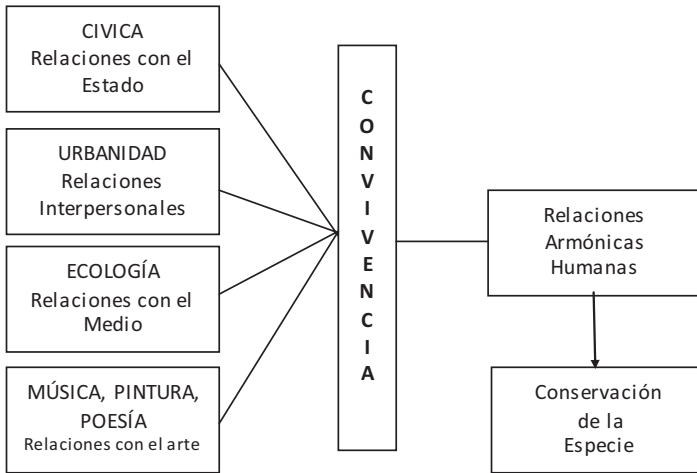 CIVICA
Relaciones con el
Estado
URBANIDAD
Relaciones
Interpersonales
ECOLOGÍA
Relaciones con el
Medio
MÚSICA, PINTURA,
POESÍA
Relaciones con el arte
CONVIVENCIA
Relaciones
Armónicas
Humanas
Conservación
de la
Especie